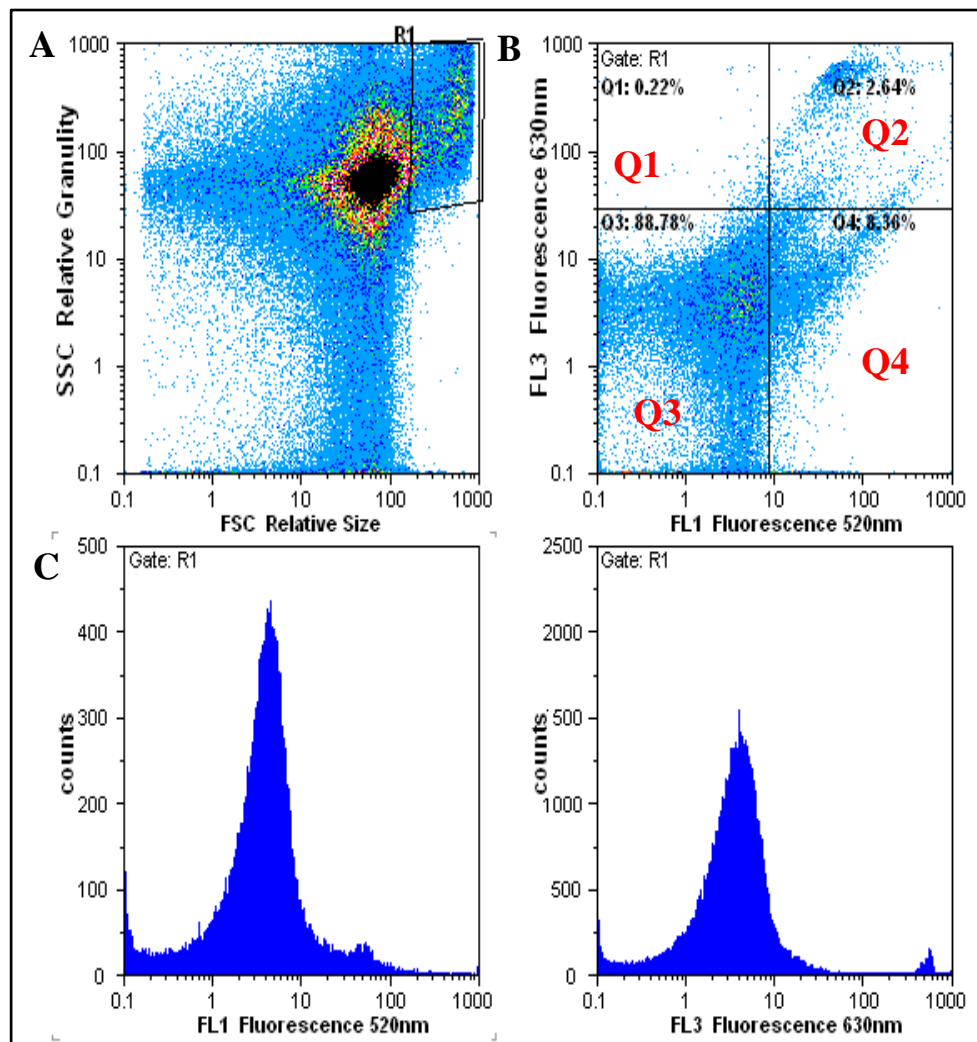 A
R1
1000
100
10
1
0.1
SSC Relative Granulity
0.1 1 10 100 1000
FSC Relative Size
B
Gate: R1
Q1: 0.22%
Q2: 2.64%
Q1
Q2
Q3: 88.78%
Q4: 8.36%
Q3
Q4
1000
100
10
1
0.1
FL3 Fluorescence 630nm
0.1 1 10 100 1000
FL1 Fluorescence 520nm
C
Gate: R1
500
400
300
200
100
0
counts
0.1 1 10 100 1000
FL1 Fluorescence 520nm
Gate: R1
2500
2000
1500
1000
500
0
counts
0.1 1 10 100 1000
FL3 Fluorescence 630nm